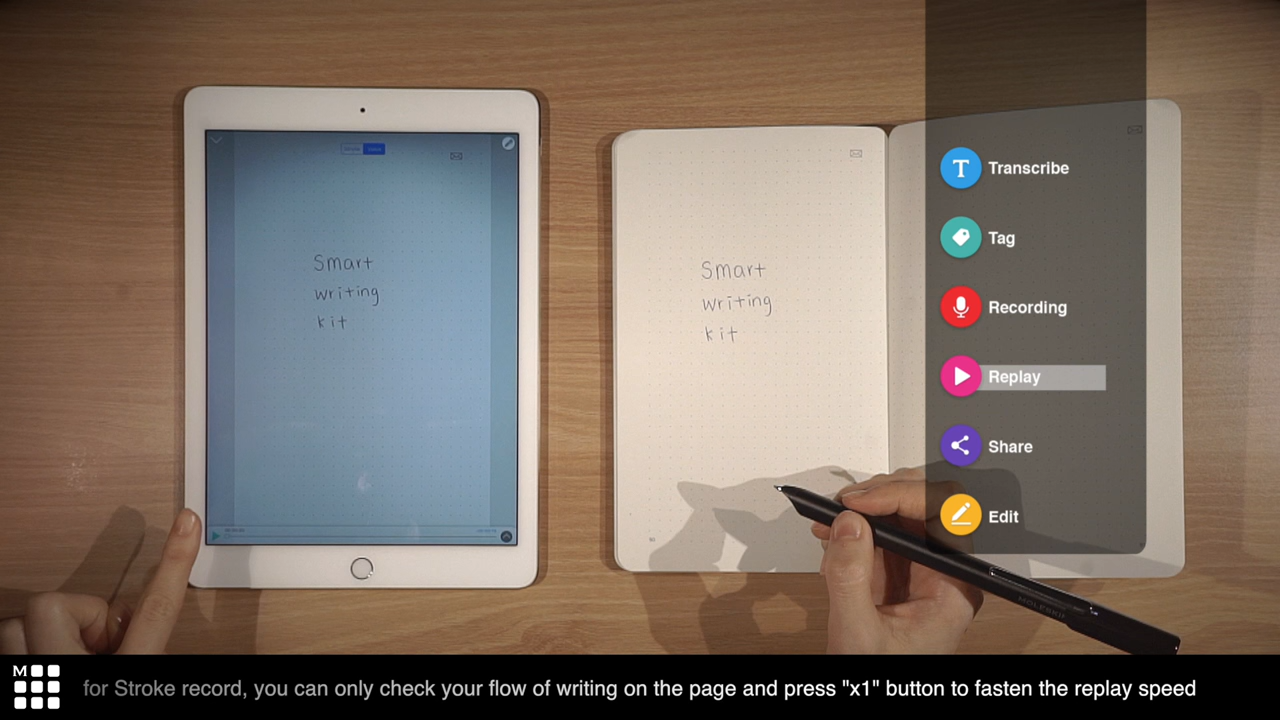 Smart
writing
kit
Smart
writing
kit
Transcribe
Tag
Recording
Replay
Share
Edit
MOLESKINE
M
for Stroke record, you can only check your flow of writing on the page and press "x1" button to fasten the replay speed